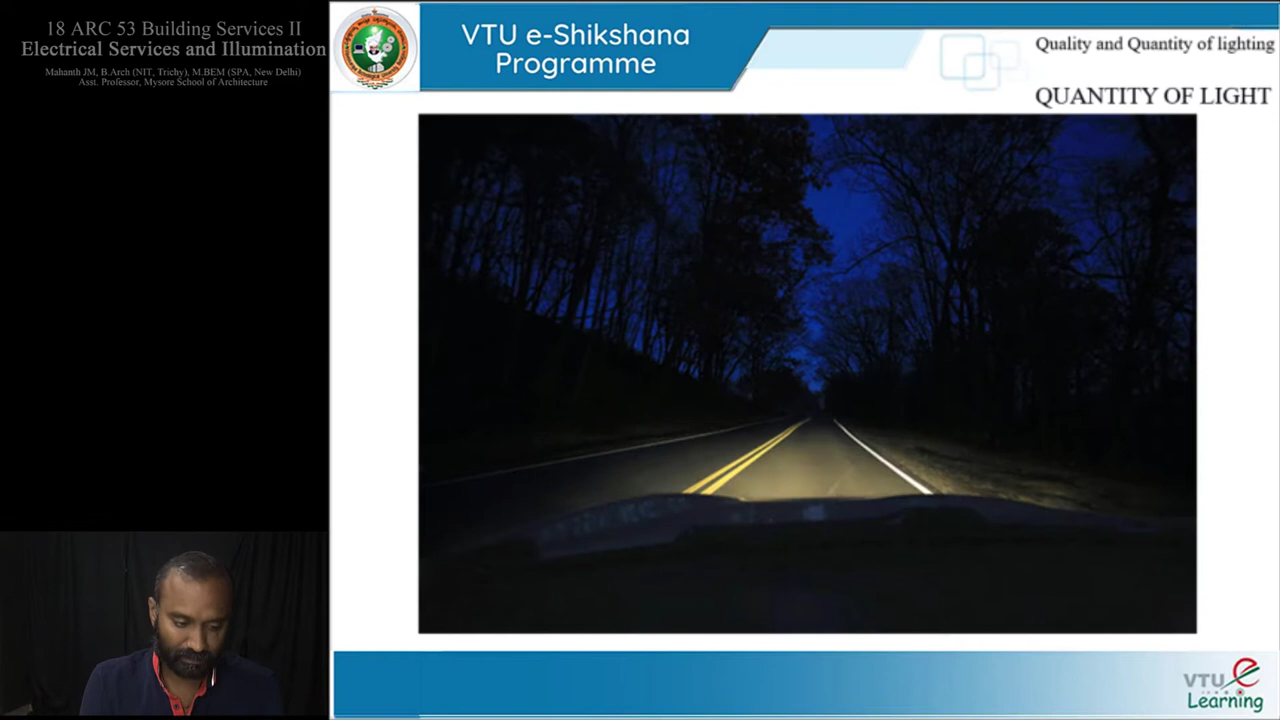 18 ARC 53 Building Services II
Electrical Services and Illumination
Mahanth JM, B.Arch (NIT, Trichy), M.BEM (SPA, New Delhi)
Asst. Professor, Mysore School of Architecture
VTU e-Shikshana
Programme
Quality and Quantity of lighting
QUANTITY OF LIGHT
VTU e
Learning